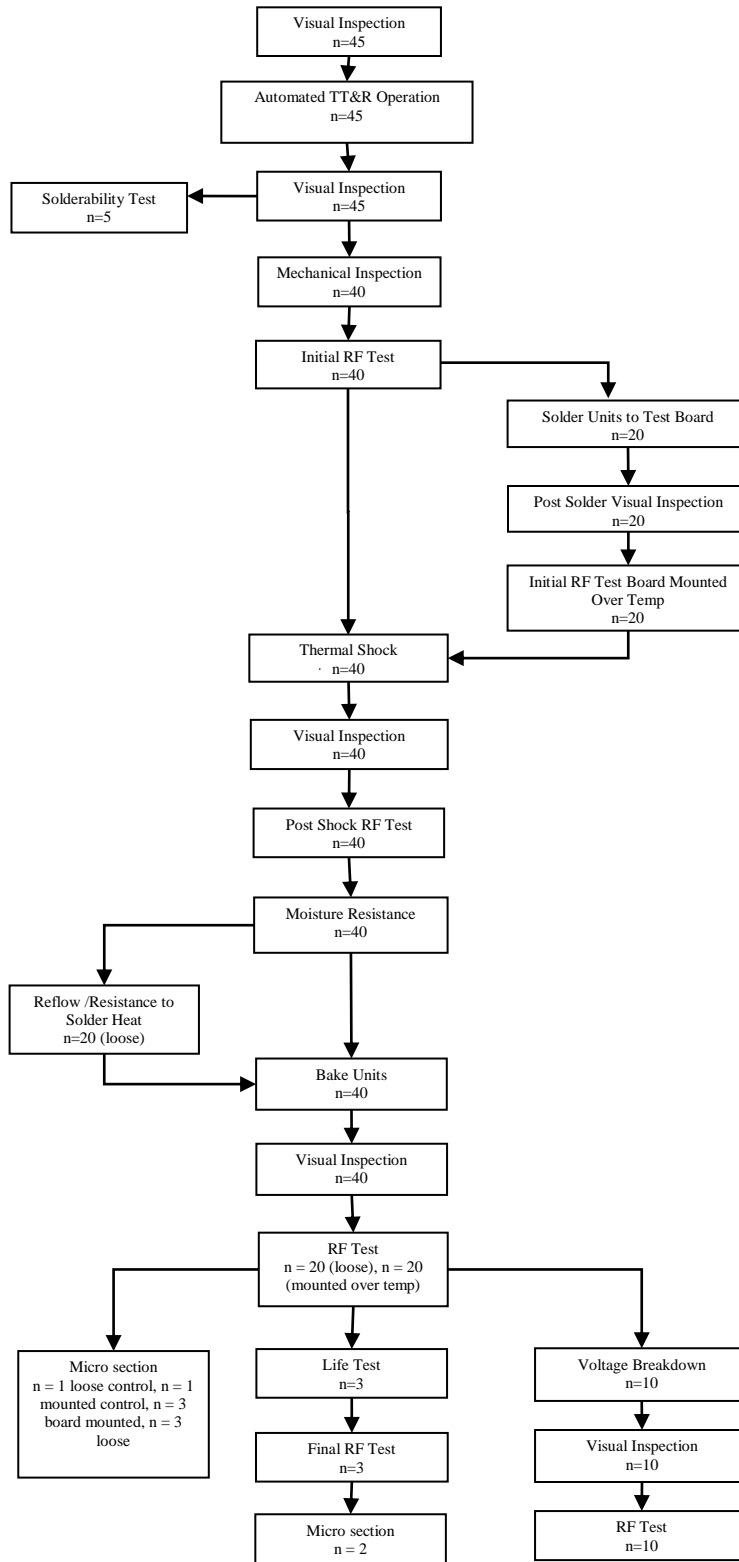 Visual Inspection
n=45
Automated TT&R Operation
n=45
Visual Inspection
n=45
Solderability Test
n=5
Mechanical Inspection
n=40
Initial RF Test
n=40
Solder Units to Test Board
n=20
Post Solder Visual Inspection
n=20
Initial RF Test Board Mounted
Over Temp
n=20
Thermal Shock
n=40
Visual Inspection
n=40
Post Shock RF Test
n=40
Moisture Resistance
n=40
Reflow /Resistance to
Solder Heat
n=20 (loose)
Bake Units
n=40
Visual Inspection
n=40
RF Test
n = 20 (loose), n = 20
(mounted over temp)
Micro section
n = 1 loose control, n = 1
mounted control, n = 3
board mounted, n = 3
loose
Life Test
n=3
Final RF Test
n=3
Micro section
n = 2
Voltage Breakdown
n=10
Visual Inspection
n=10
RF Test
n=10